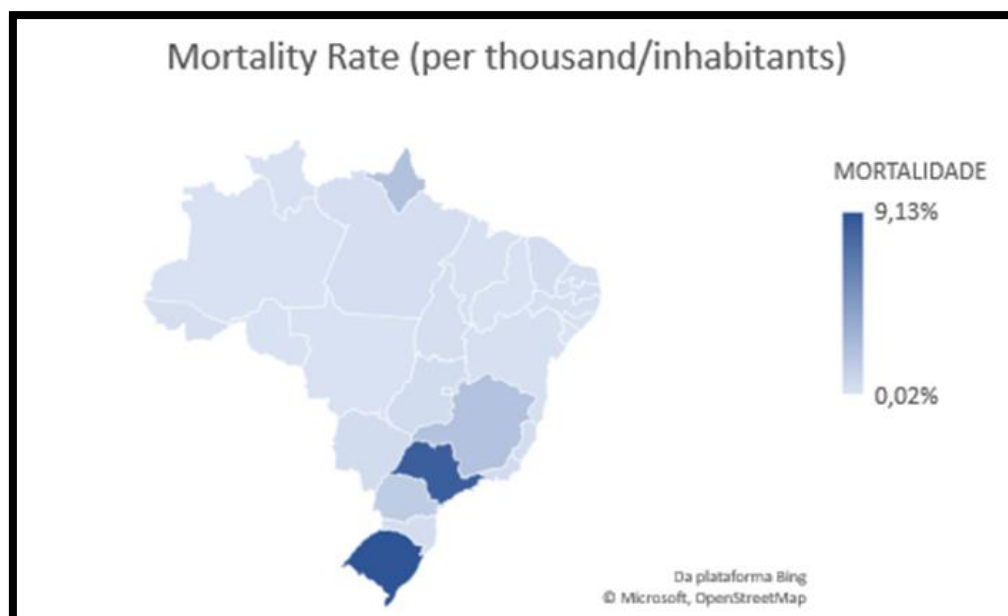 Mortality Rate (per thousand/inhabitants)
MORTALIDADE
9,13%
0,02%
Da plataforma Bing
© Microsoft, OpenStreetMap